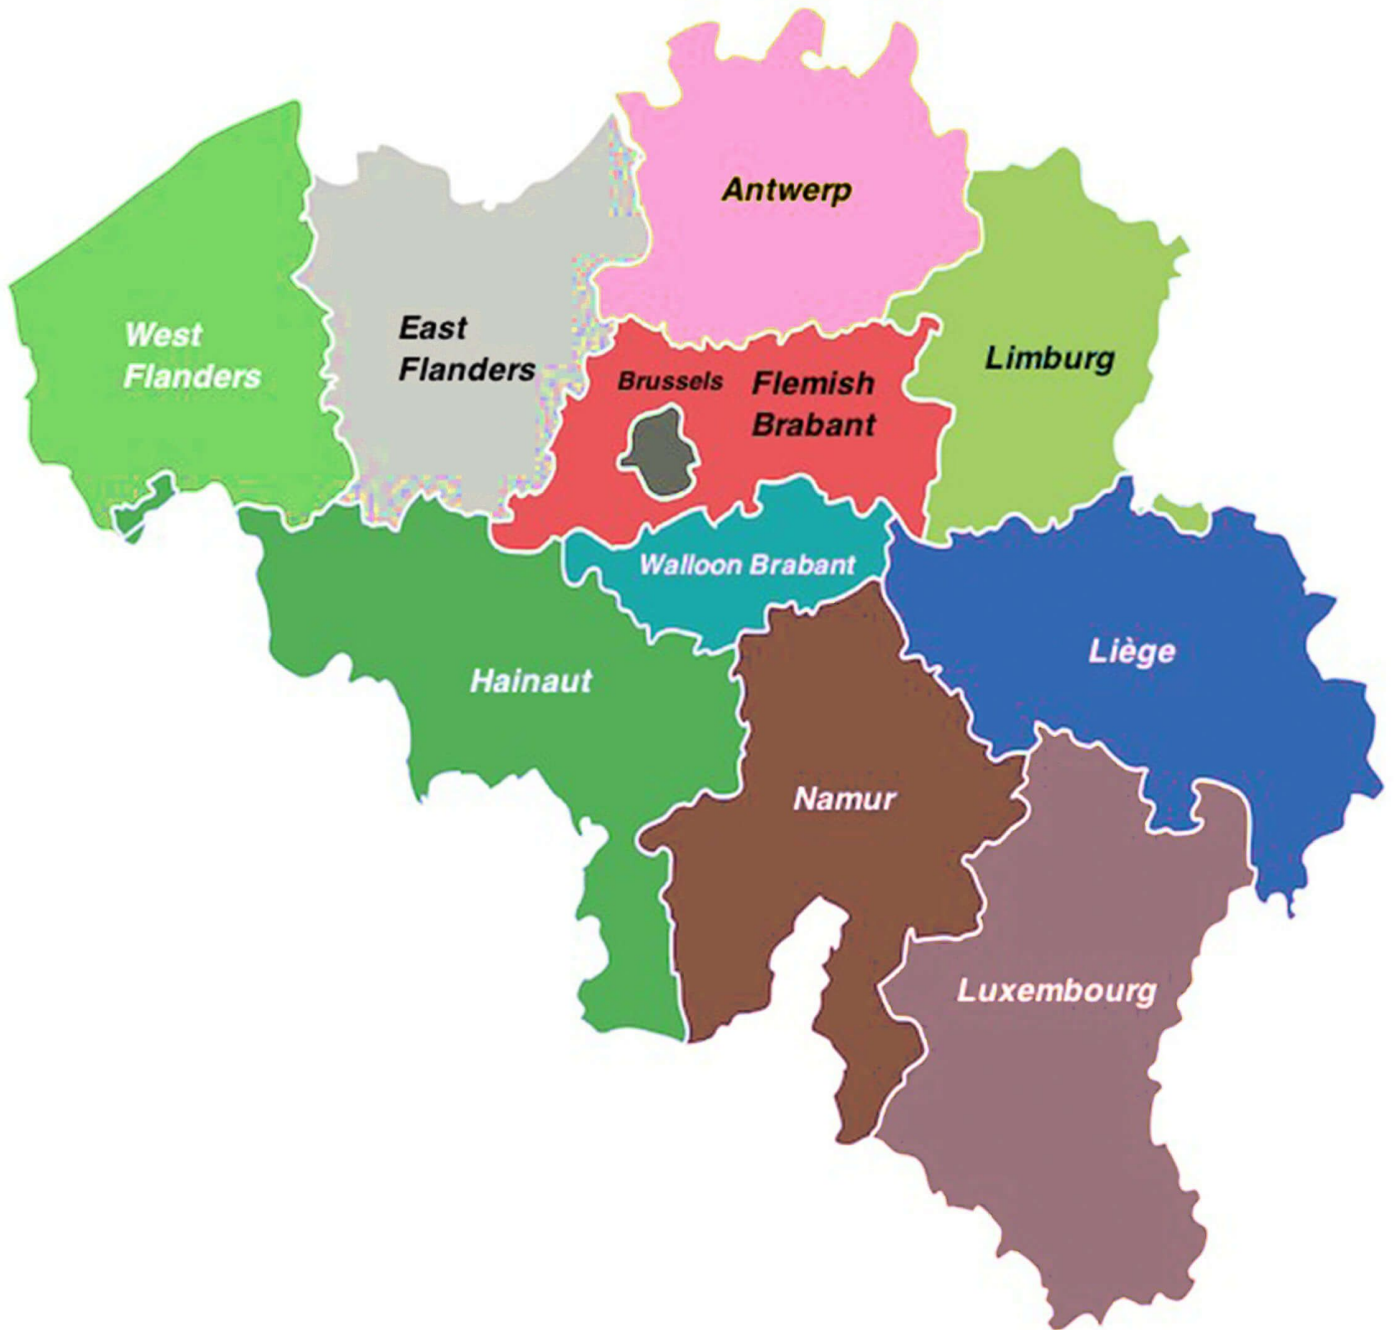 Antwerp
West
Flanders
East
Flanders
Limburg
Brussels
Flemish
Brabant
Walloon Brabant
Liège
Hainaut
Namur
Luxembourg